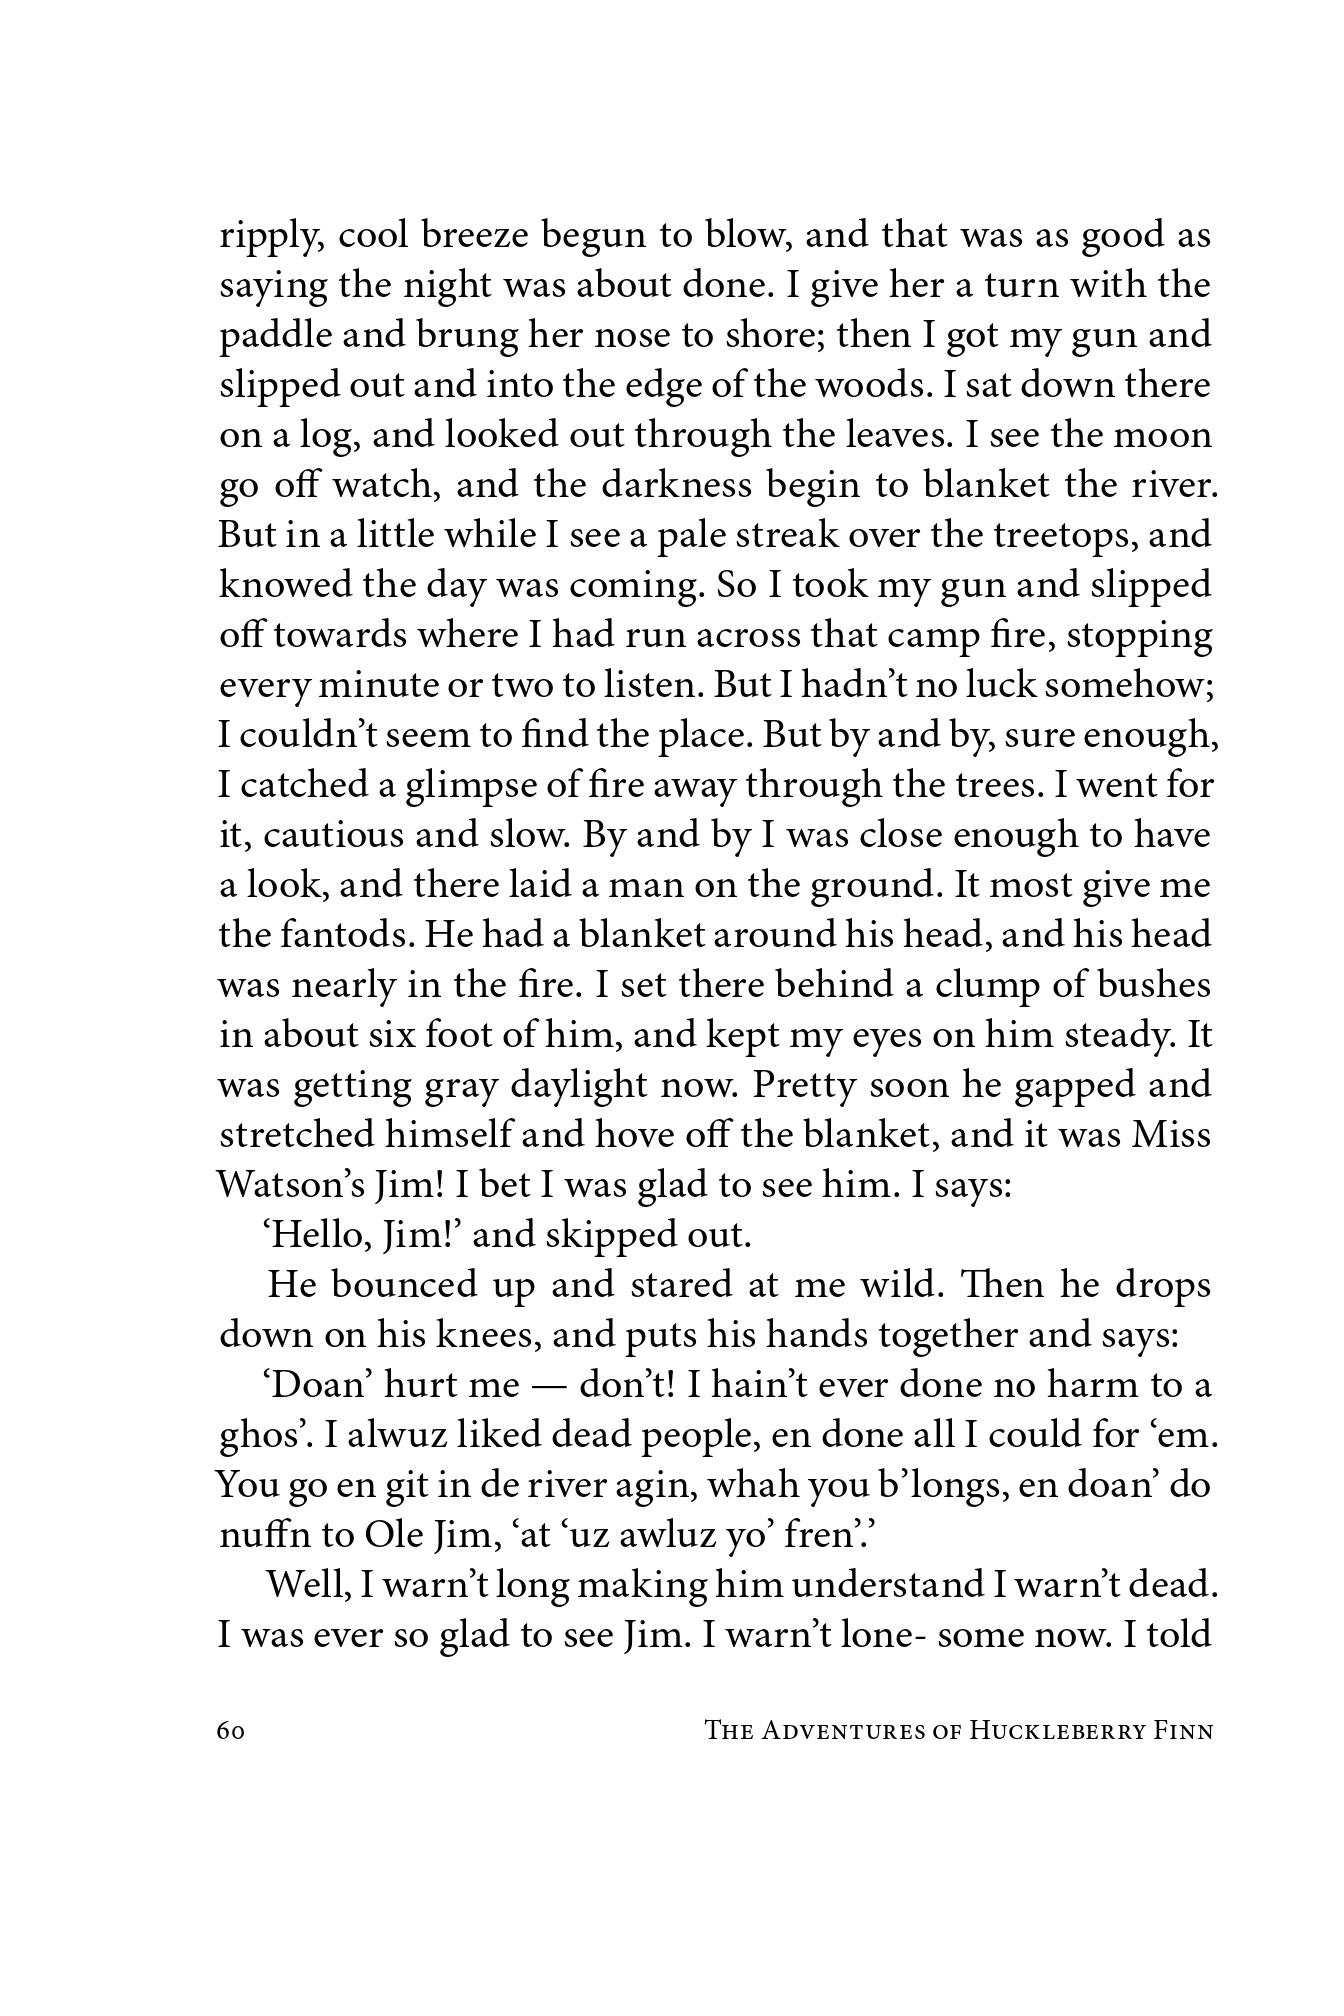 ripply, cool breeze begun to blow, and that was as good as
saying the night was about done. I give her a turn with the
paddle and brung her nose to shore; then I got my gun and
slipped out and into the edge of the woods. I sat down there
on a log, and looked out through the leaves. I see the moon
go off watch, and the darkness begin to blanket the river.
But in a little while I see a pale streak over the treetops, and
knowed the day was coming. So I took my gun and slipped
off towards where I had run across that camp fire, stopping
every minute or two to listen. But I hadn’t no luck somehow;
I couldn’t seem to find the place. But by and by, sure enough,
I catched a glimpse of fire away through the trees. I went for
it, cautious and slow. By and by I was close enough to have
a look, and there laid a man on the ground. It most give me
the fantods. He had a blanket around his head, and his head
was nearly in the fire. I set there behind a clump of bushes
in about six foot of him, and kept my eyes on him steady. It
was getting gray daylight now. Pretty soon he gapped and
stretched himself and hove off the blanket, and it was Miss
Watson’s Jim! I bet I was glad to see him. I says:
‘Hello, Jim!’ and skipped out.
He bounced up and stared at me wild. Then he drops
down on his knees, and puts his hands together and says:
‘Doan’ hurt me — don’t! I hain’t ever done no harm to a
ghos’. I alwuz liked dead people, en done all I could for ‘em.
You go en git in de river agin, whah you b’longs, en doan’ do
nuffn to Ole Jim, ‘at ‘uz awluz yo’ fren’.’
Well, I warn’t long making him understand I warn’t dead.
I was ever so glad to see Jim. I warn’t lone- some now. I told
60 The Adventures of Huckleberry Finn